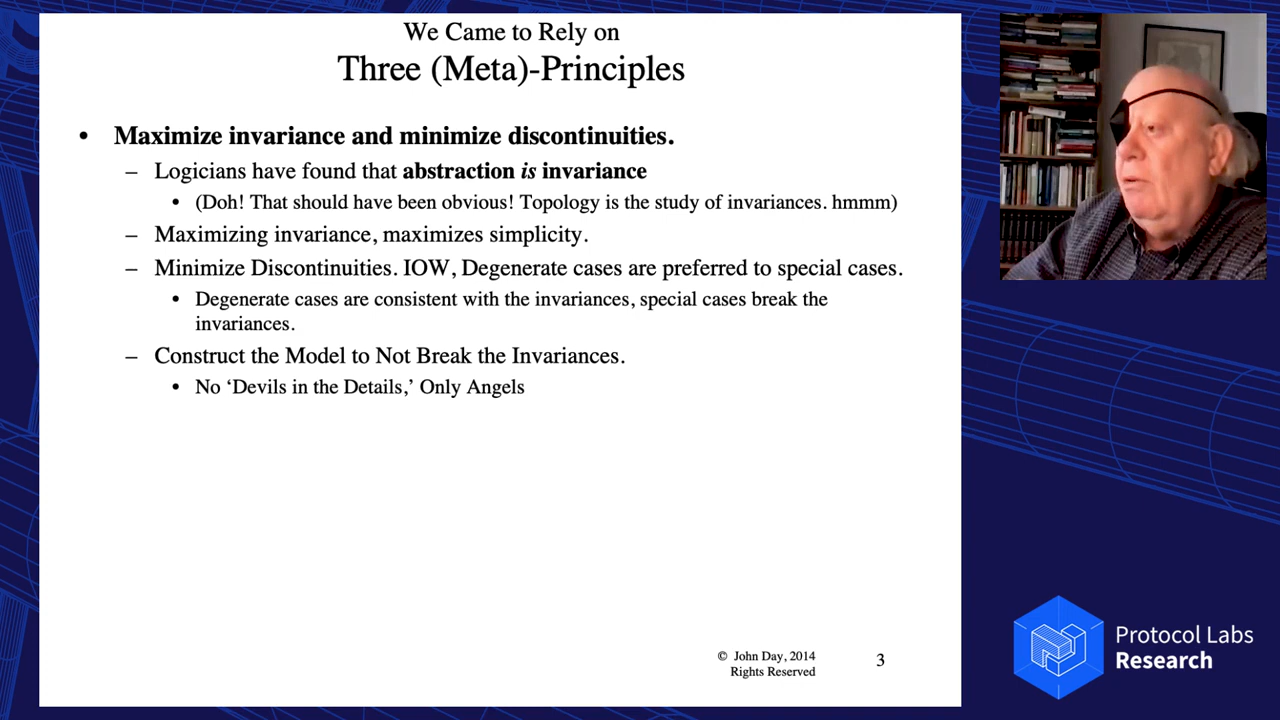 We Came to Rely on
Three (Meta)-Principles
• Maximize invariance and minimize discontinuities.
– Logicians have found that abstraction is invariance
• (Doh! That should have been obvious! Topology is the study of invariances. hmmm)
– Maximizing invariance, maximizes simplicity.
– Minimize Discontinuities. IOW, Degenerate cases are preferred to special cases.
• Degenerate cases are consistent with the invariances, special cases break the
invariances.
– Construct the Model to Not Break the Invariances.
• No ‘Devils in the Details,’ Only Angels
© John Day, 2014
Rights Reserved
3
Protocol Labs
Research